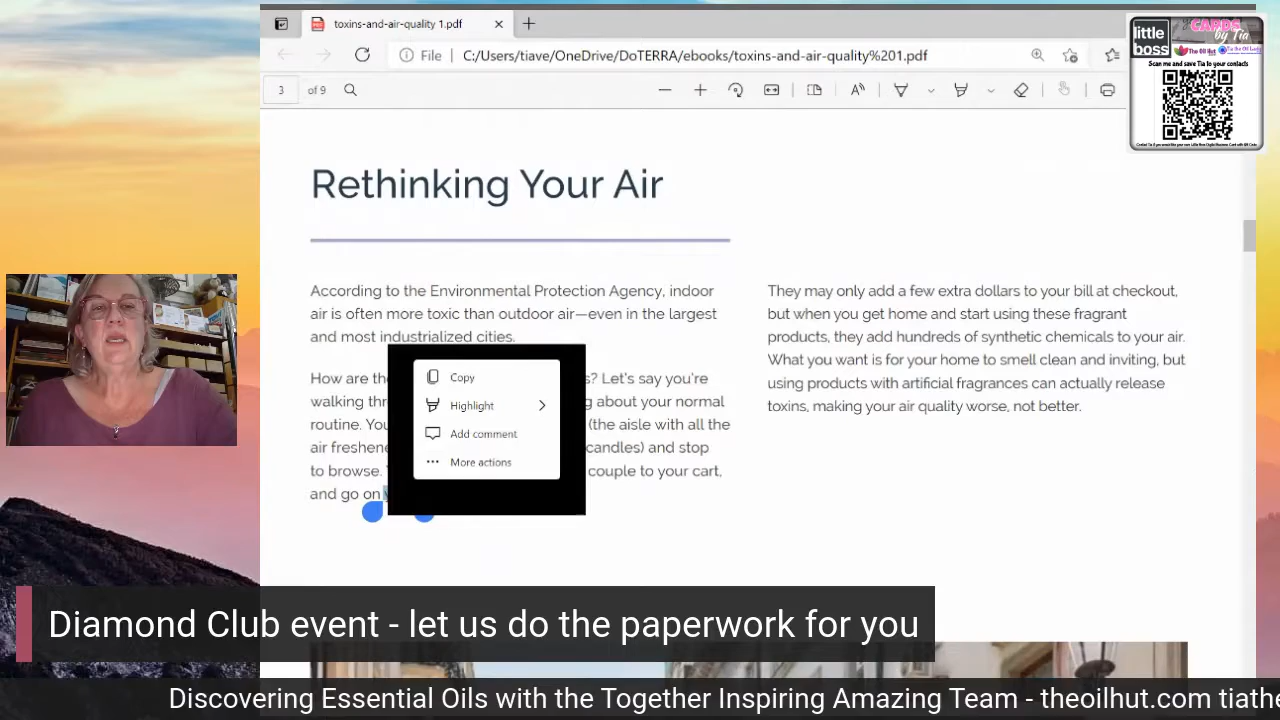 toxins-and-air-quality 1.pdf
File
C:/Users/tiave/OneDrive/DoTERRA/ebooks/toxins-and-air-quality%201.pdf
3 of 9
little boss
CARDS by Tia
The Oil Hut
Tia the Oil Lady
Scan me and save Tia to your contacts
Rethinking Your Air
According to the Environmental Protection Agency, indoor
air is often more toxic than outdoor air—even in the largest
and most industrialized cities.
How are the s? Let's say you're
walking thr g about your normal
routine. You (the aisle with all the
air freshene candles) and stop
to browse. couple to your cart,
and go on
Copy
Highlight
Add comment
More actions
They may only add a few extra dollars to your bill at checkout,
but when you get home and start using these fragrant
products, they add hundreds of synthetic chemicals to your air.
What you want is for your home to smell clean and inviting, but
using products with artificial fragrances can actually release
toxins, making your air quality worse, not better.
Diamond Club event - let us do the paperwork for you
Discovering Essential Oils with the Together Inspiring Amazing Team - theoilhut.com tiathe